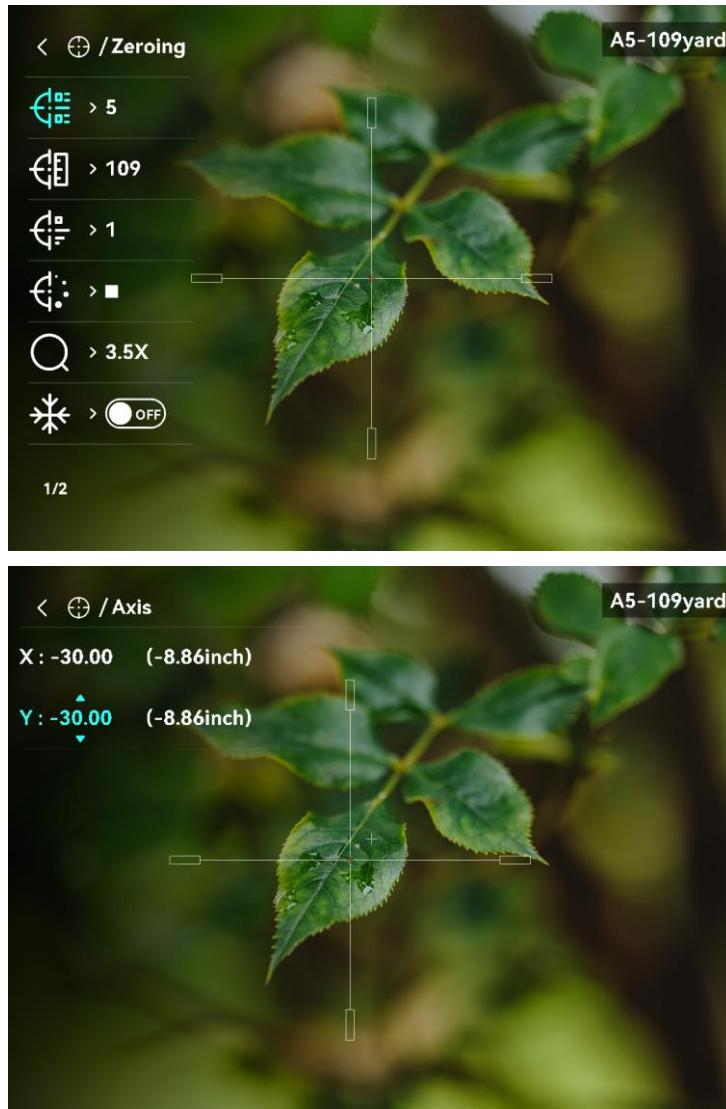 /Zeroing
A5-109yard
> 5
> 109
> 1
>
> 3.5X
> OFF
1/2
/Axis
A5-109yard
X : -30.00 (-8.86inch)
Y : -30.00 (-8.86inch)